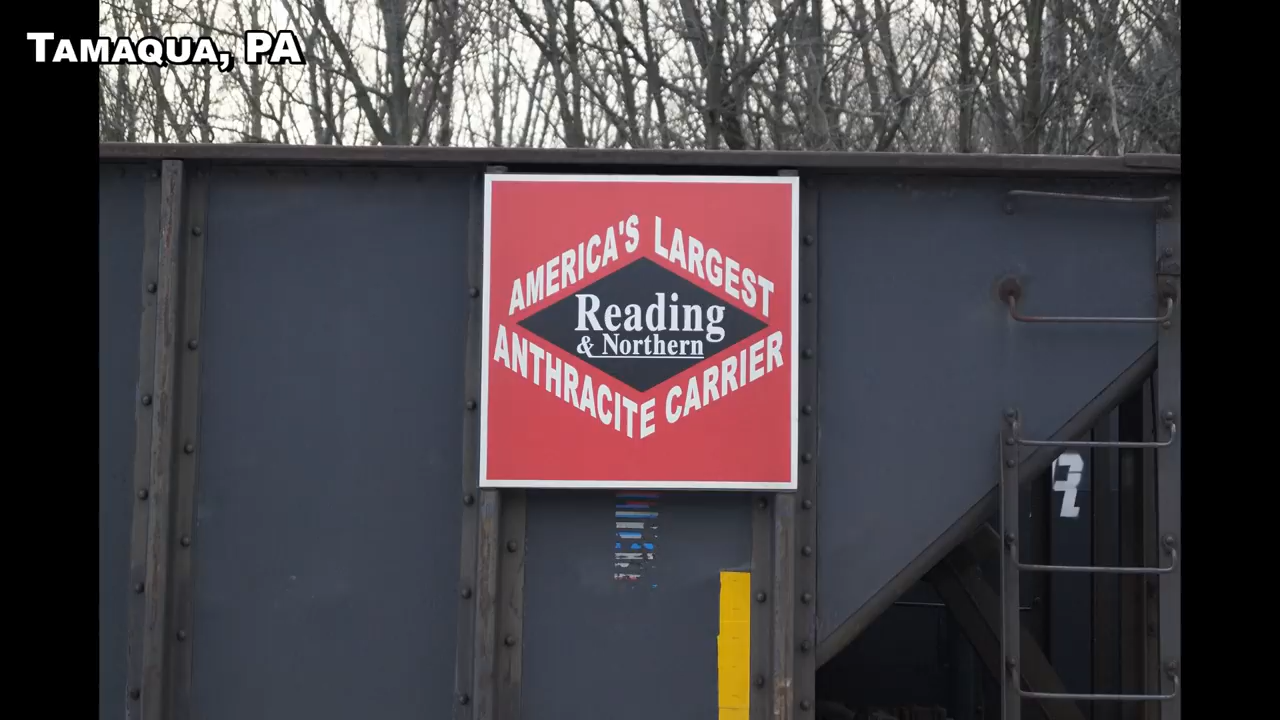 TAMAQUA, PA
AMERICA'S LARGEST
Reading
& Northern
ANTHRACITE CARRIER